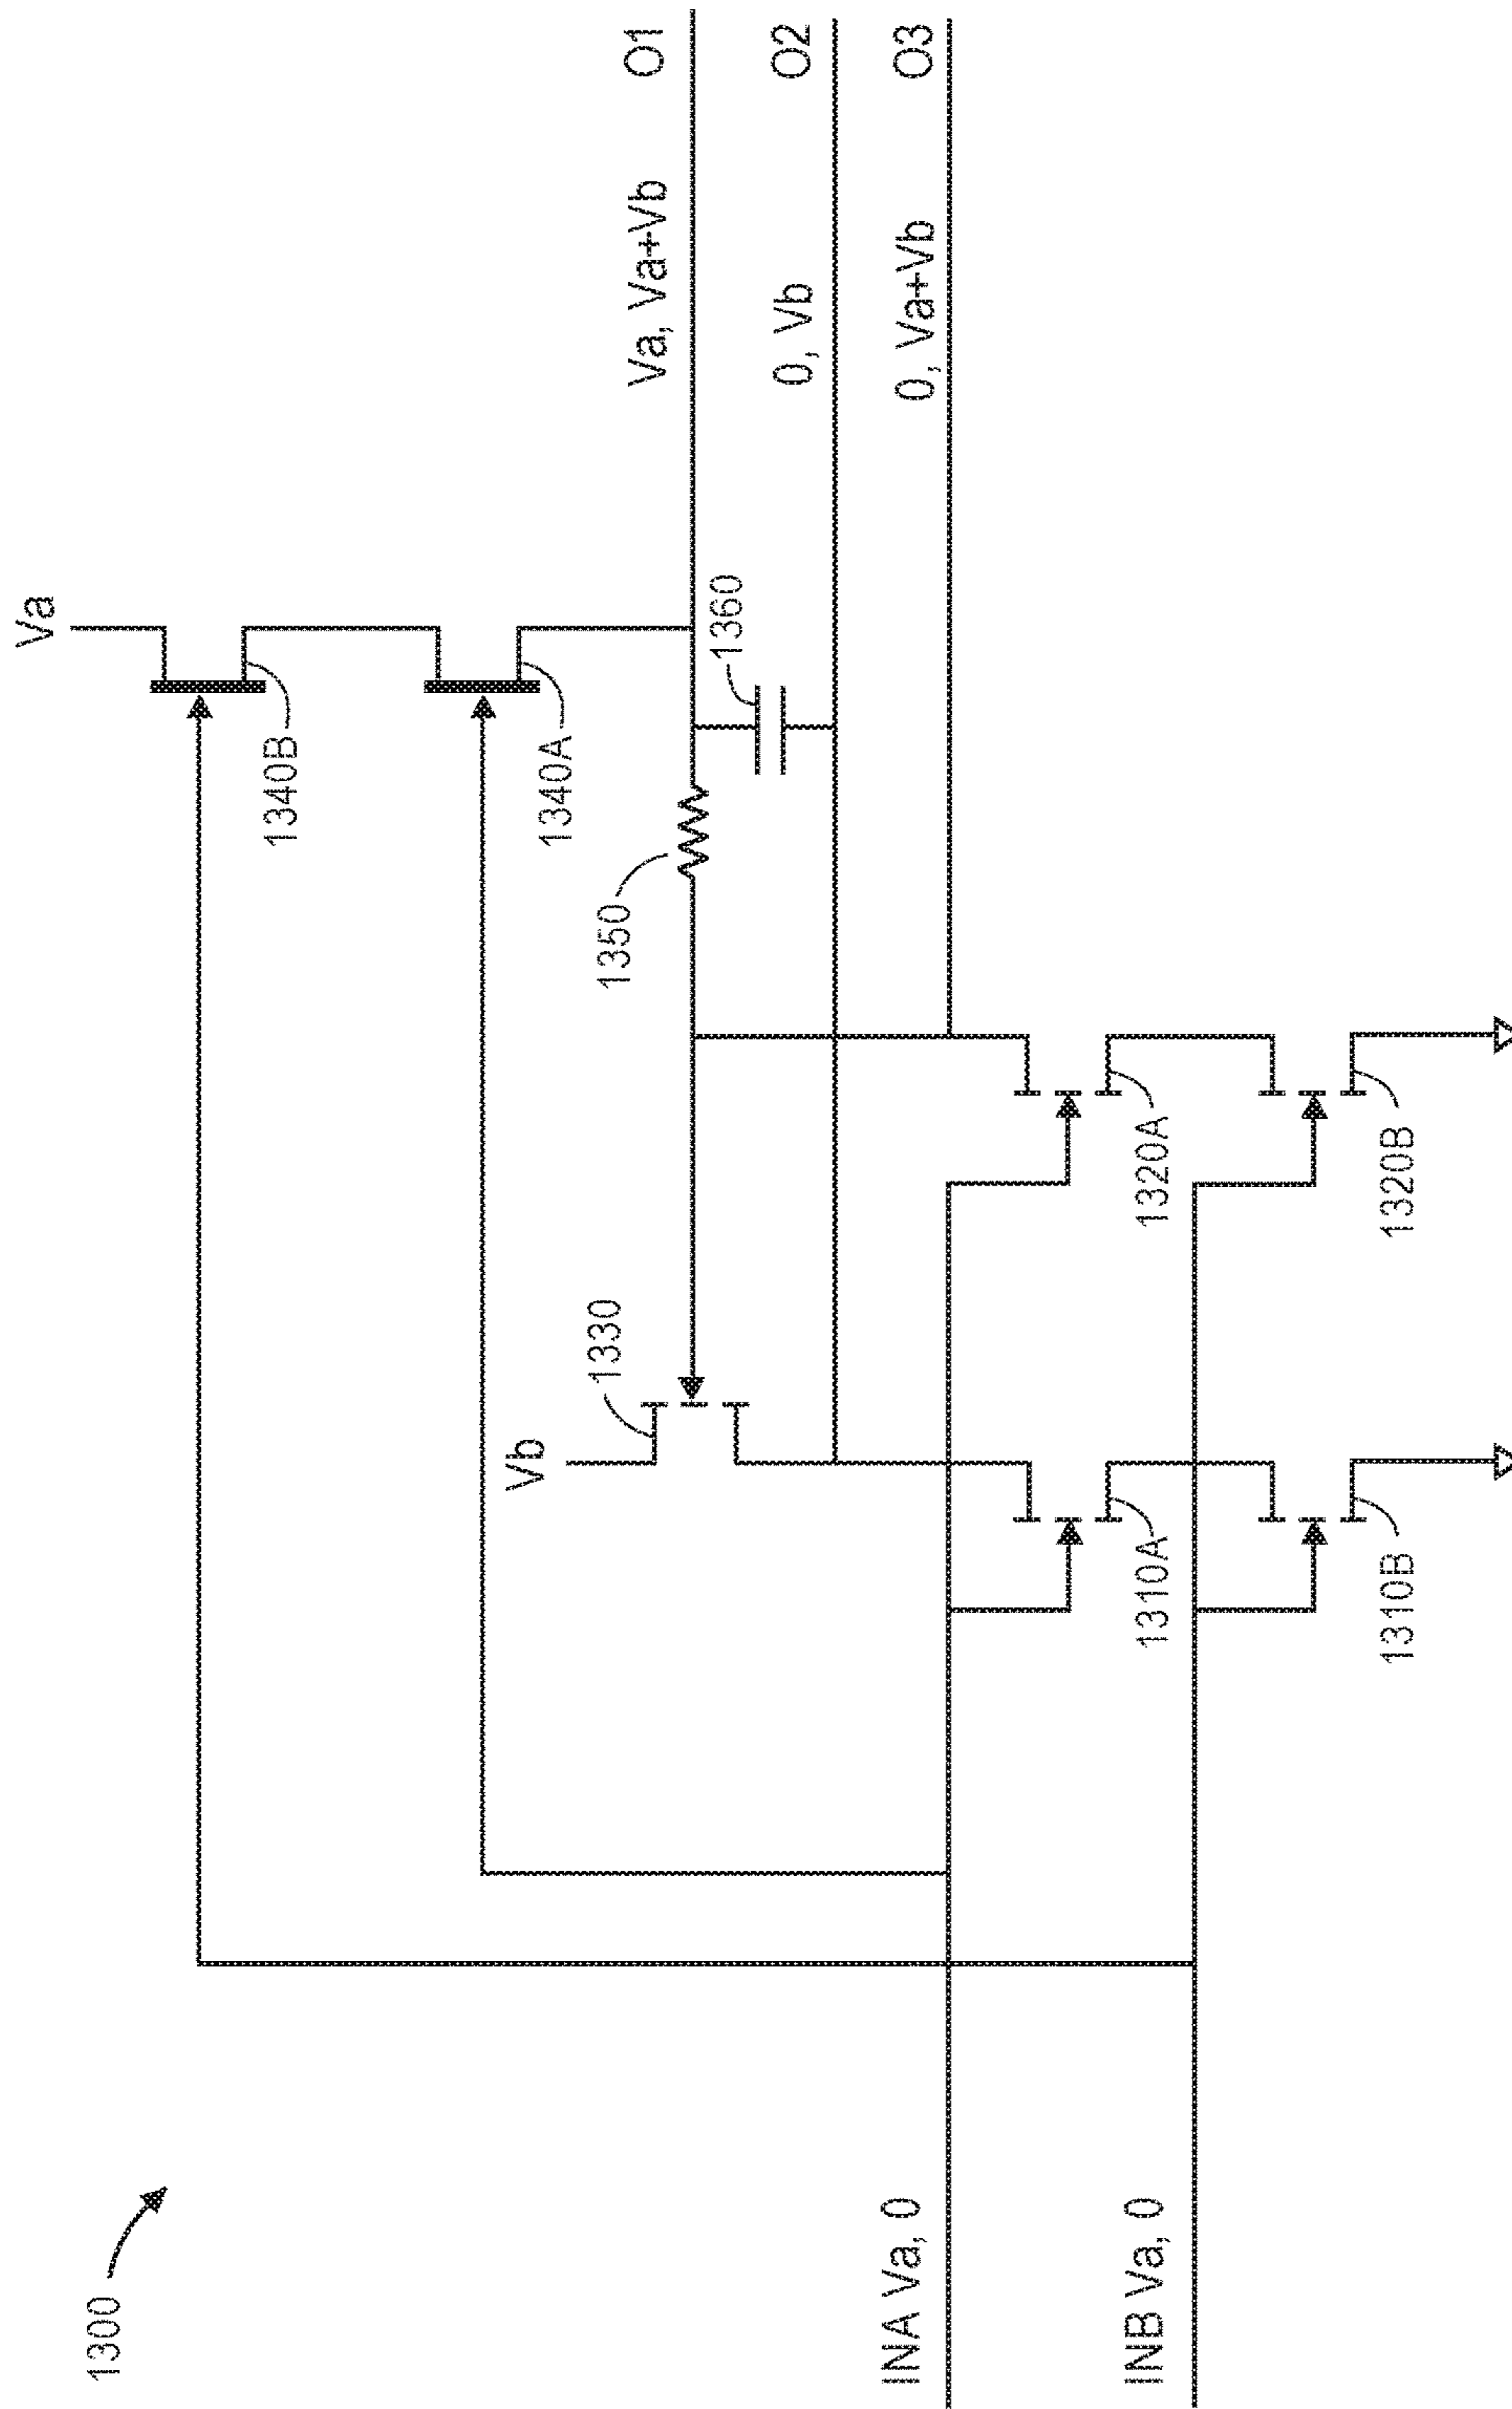 1300
Va
1340B
1340A
Va, Va+Vb O1
1350
1360
Vb
1330
0, Vb O2
0, Va+Vb O3
INA Va, 0
1310A
1320A
INB Va, 0
1310B
1320B